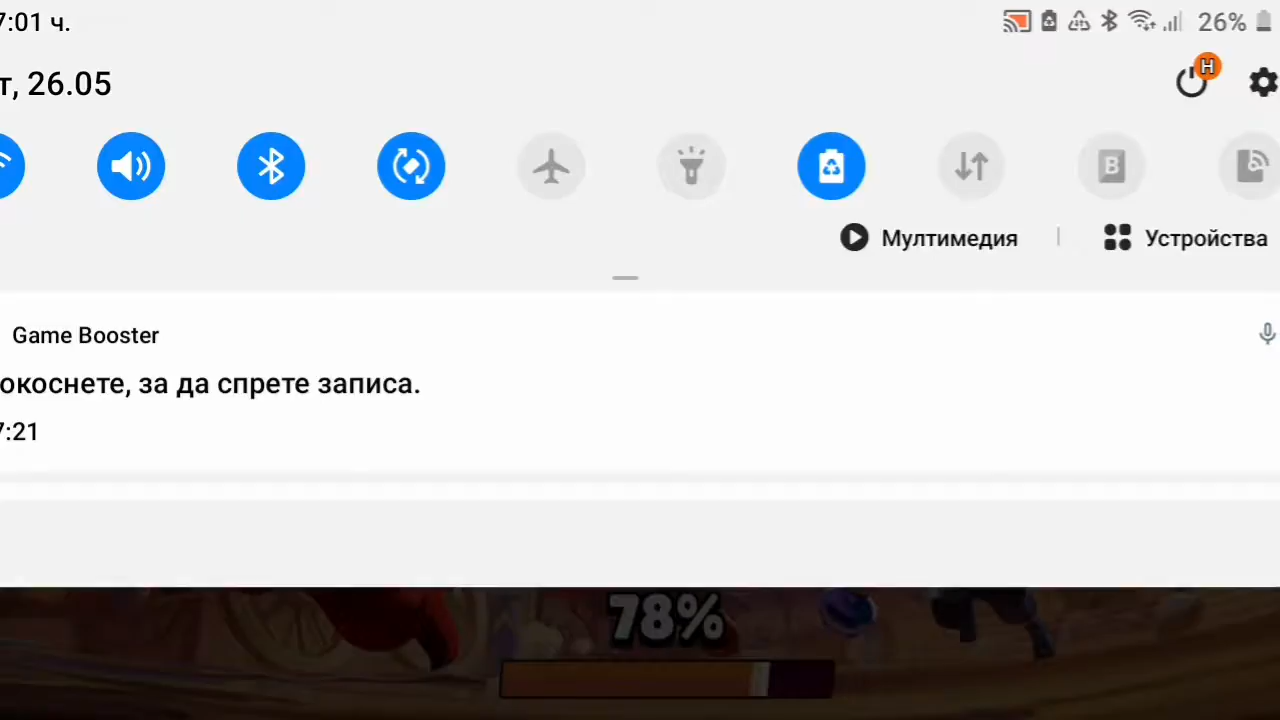 7:01 ч.
26%
т, 26.05
H
B
Мултимедия | Устройства
Game Booster
окоснете, за да спрете записа.
7:21
78%